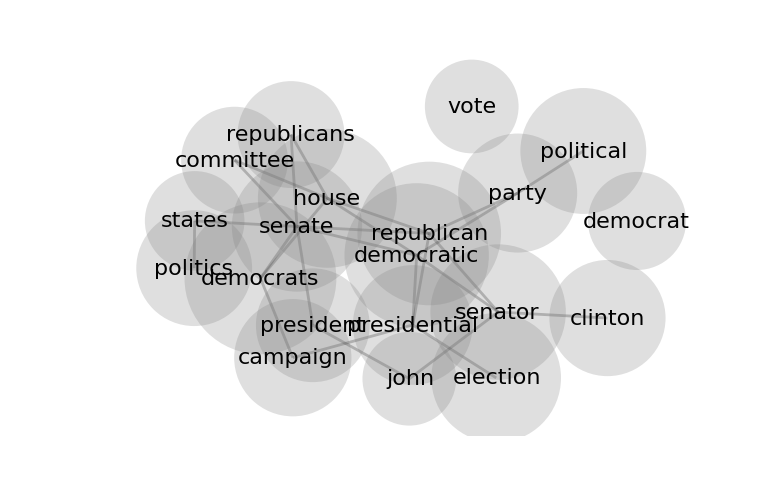 vote
republicans
political
committee
party
house
states
democrat
senate
republican
democratic
politics
democrats
senator
clinton
president
presidential
campaign
election
john